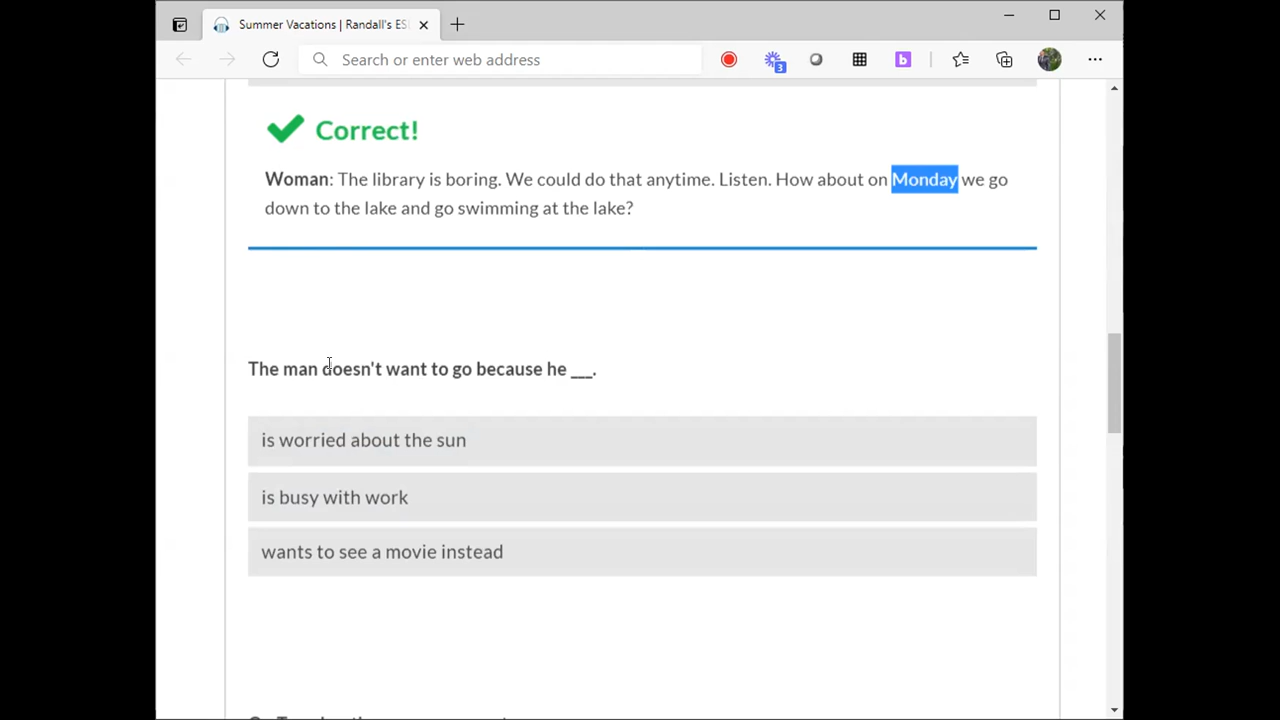 Summer Vacations | Randall's ES
Search or enter web address
3
b
Correct!
Woman: The library is boring. We could do that anytime. Listen. How about on Monday we go
down to the lake and go swimming at the lake?
The man doesn't want to go because he ___.
is worried about the sun
is busy with work
wants to see a movie instead